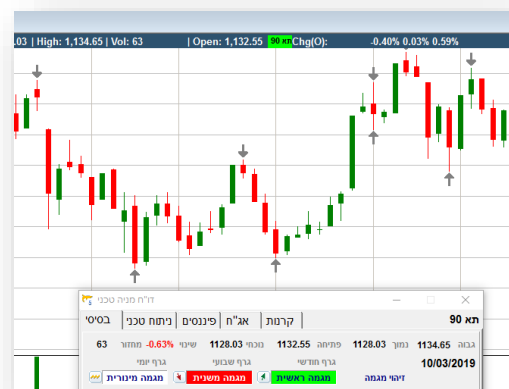 .03 | High: 1,134.65 | Vol: 63 | Open: 1,132.55 תא 90 Chg(O): -0.40% 0.03% 0.59%
דו"ח מניה טכני
בסיסי ניתוח טכני פיננסים אג"ח קרנות
תא 90
גבוה 1134.65 נמוך 1128.03 פתיחה 1132.55 נוכחי 1128.03 שינוי -0.63% מחזור 63
10/03/2019 גרף חודשי גרף שבועי גרף יומי
זיהוי מגמה מגמה ראשית מגמה משנית מגמה מינורית